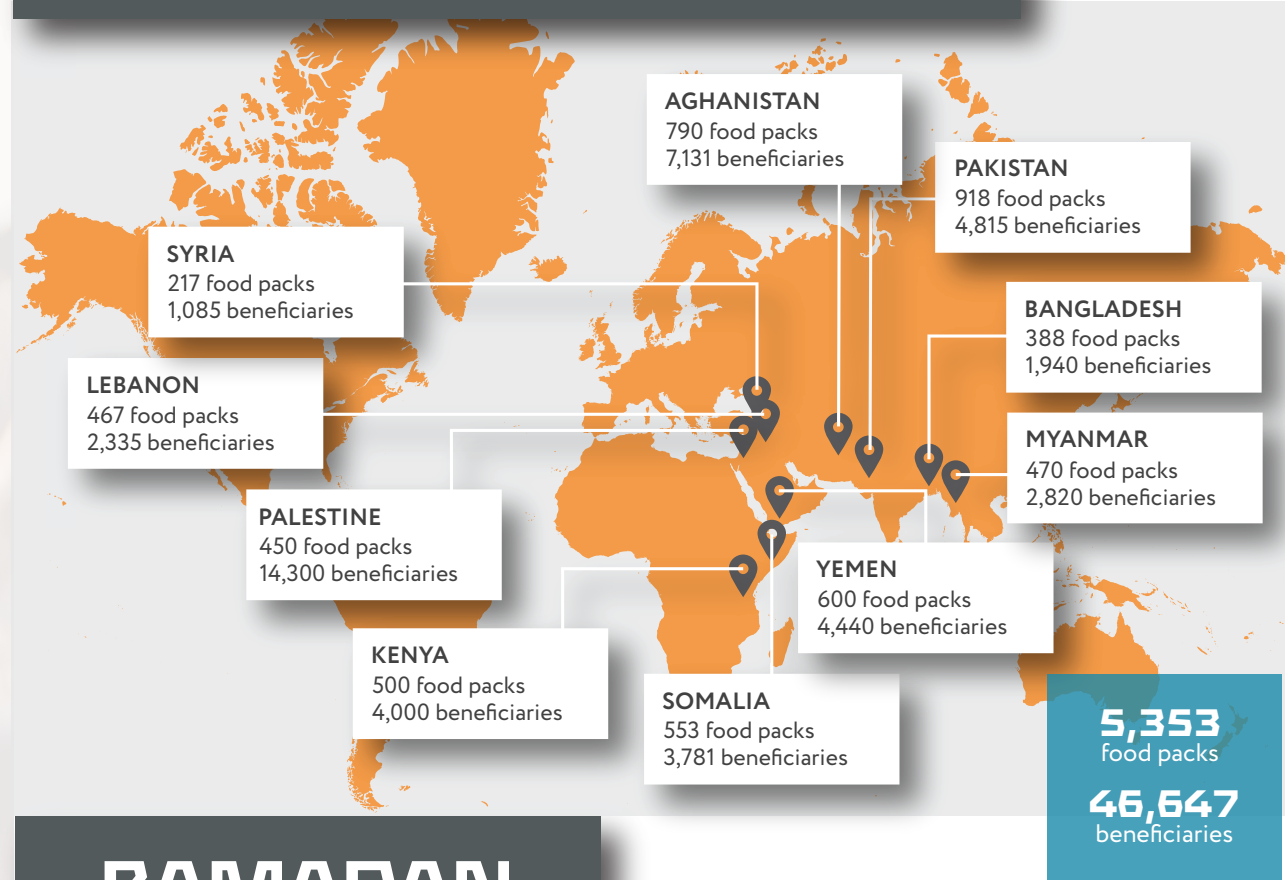 AGHANISTAN
790 food packs
7,131 beneficiaries
PAKISTAN
918 food packs
4,815 beneficiaries
SYRIA
217 food packs
1,085 beneficiaries
BANGLADESH
388 food packs
1,940 beneficiaries
LEBANON
467 food packs
2,335 beneficiaries
MYANMAR
470 food packs
2,820 beneficiaries
PALESTINE
450 food packs
14,300 beneficiaries
YEMEN
600 food packs
4,440 beneficiaries
KENYA
500 food packs
4,000 beneficiaries
SOMALIA
553 food packs
3,781 beneficiaries
5,353
food packs
46,647
beneficiaries
RAMADAN